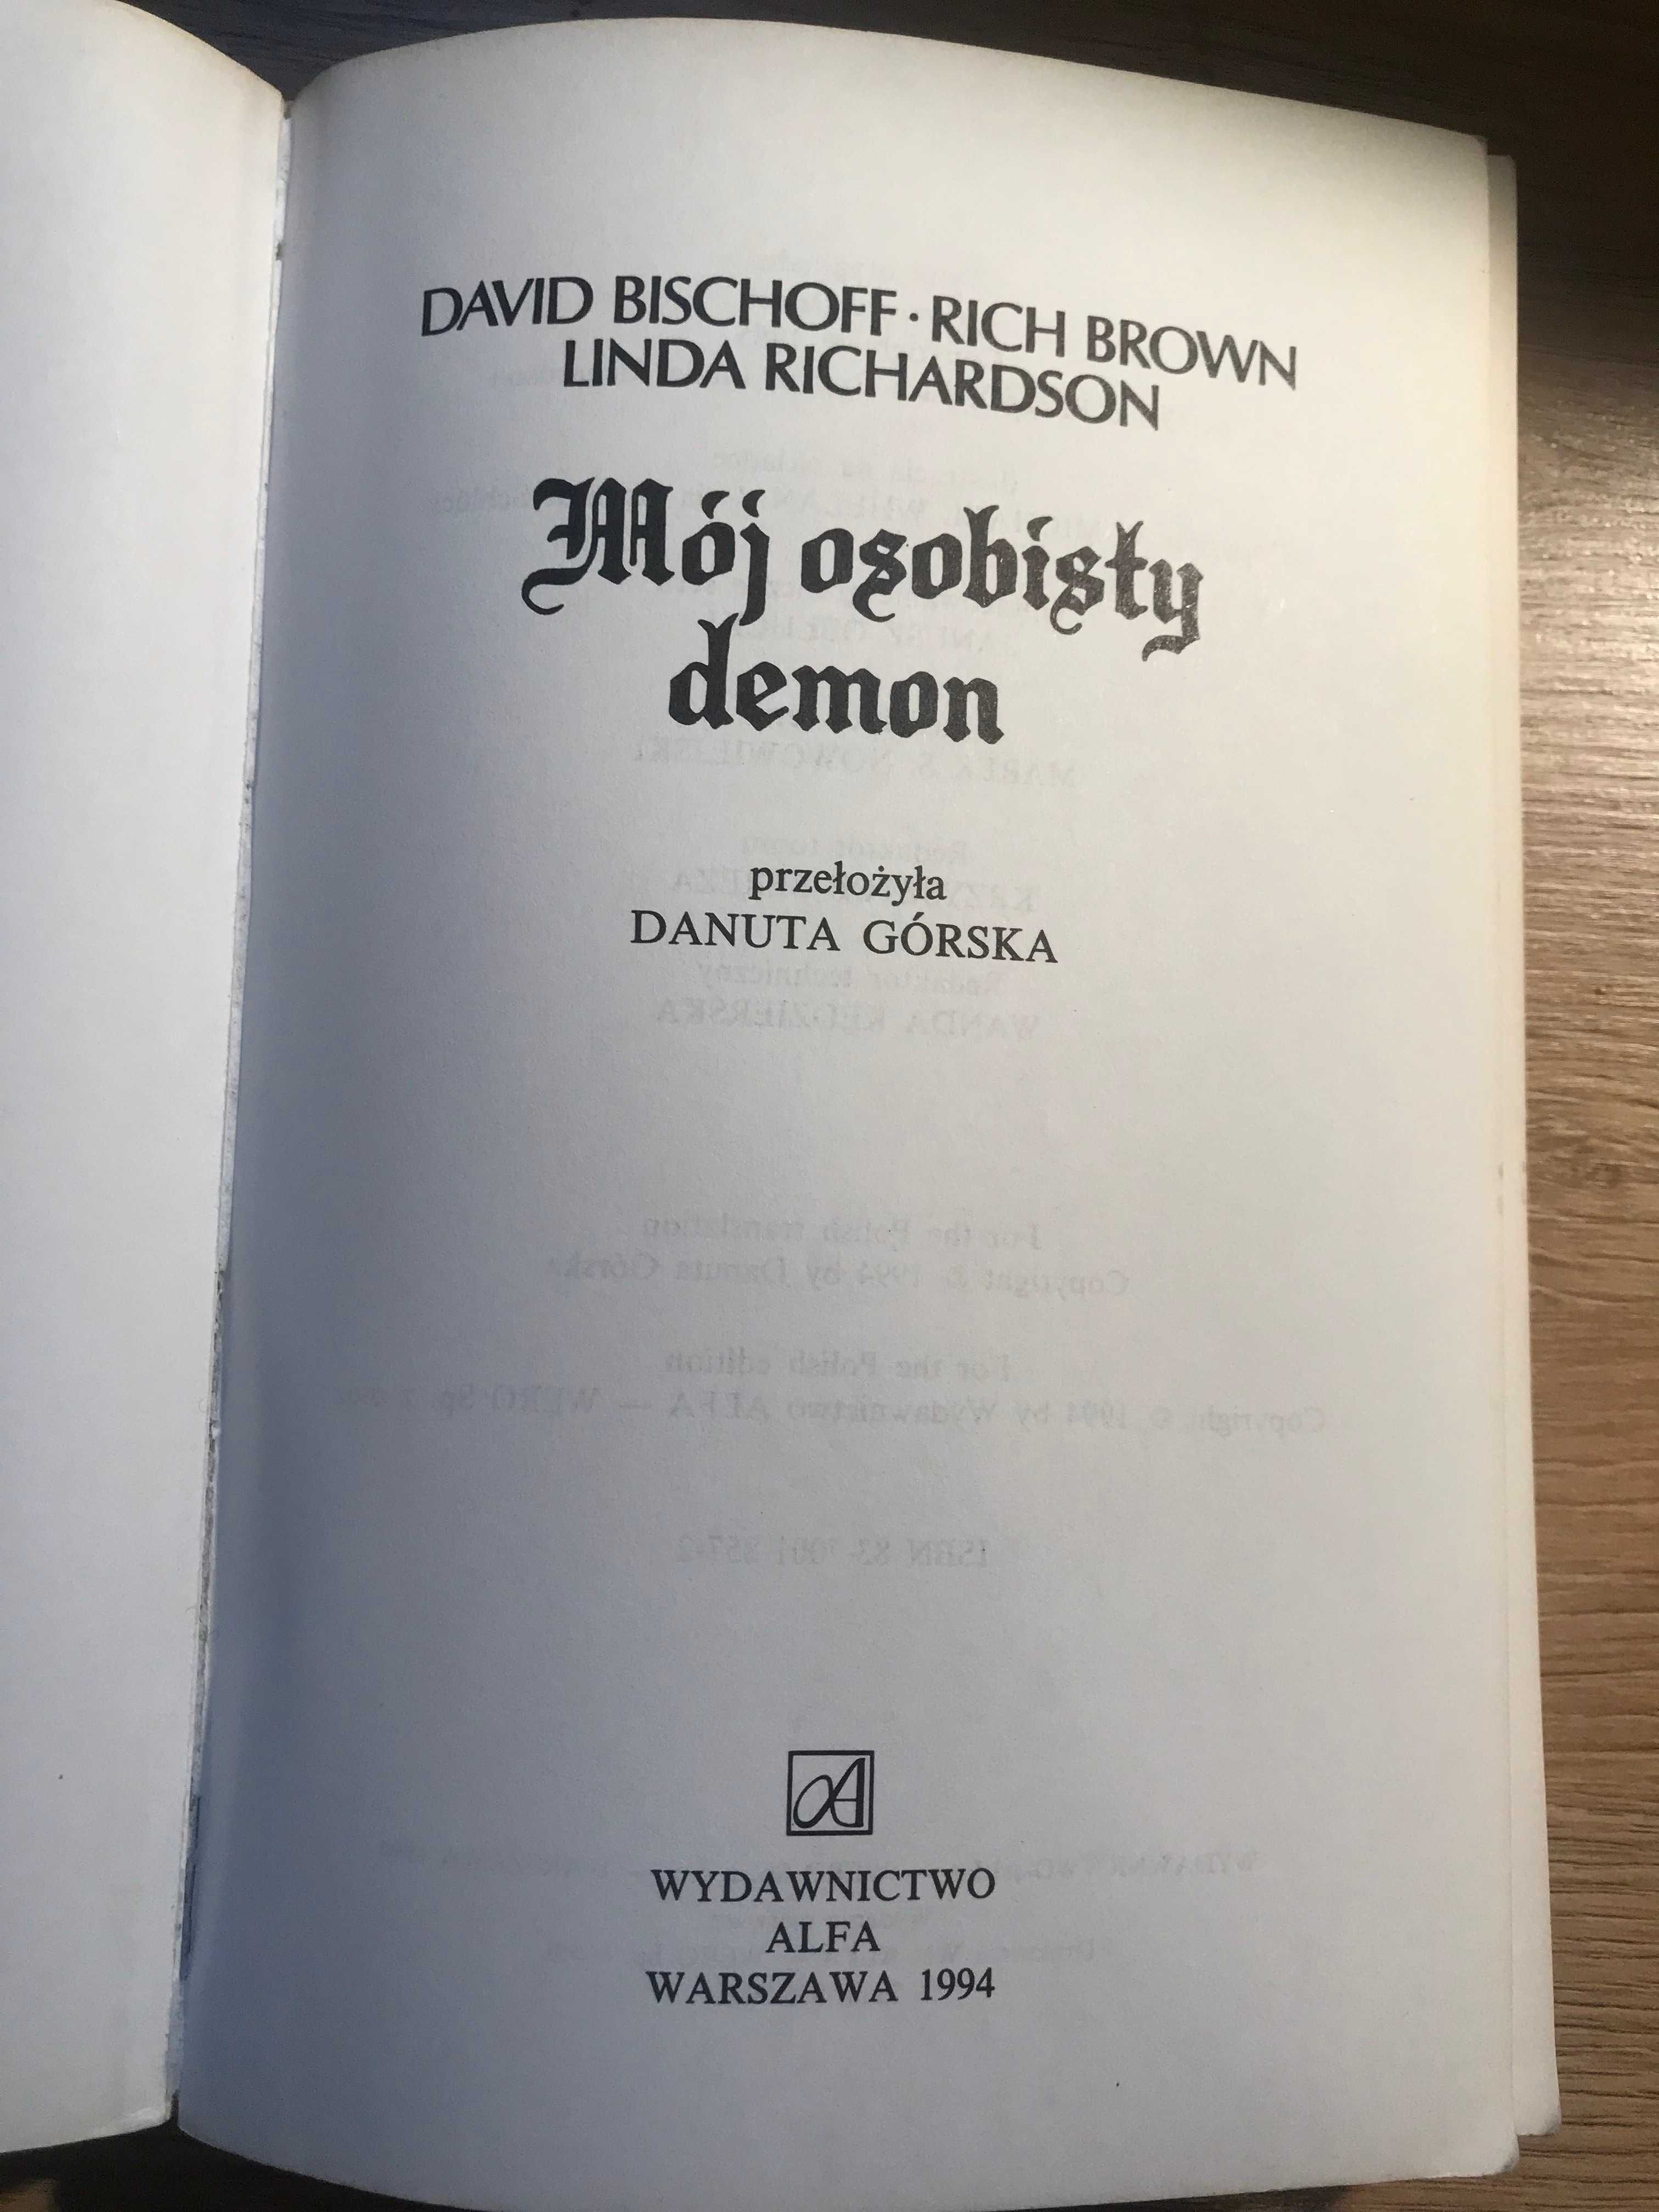 DAVID BISCHOFF · RICH BROWN
LINDA RICHARDSON
Mój osobisty
demon
przełożyła
DANUTA GÓRSKA
WYDAWNICTWO
ALFA
WARSZAWA 1994